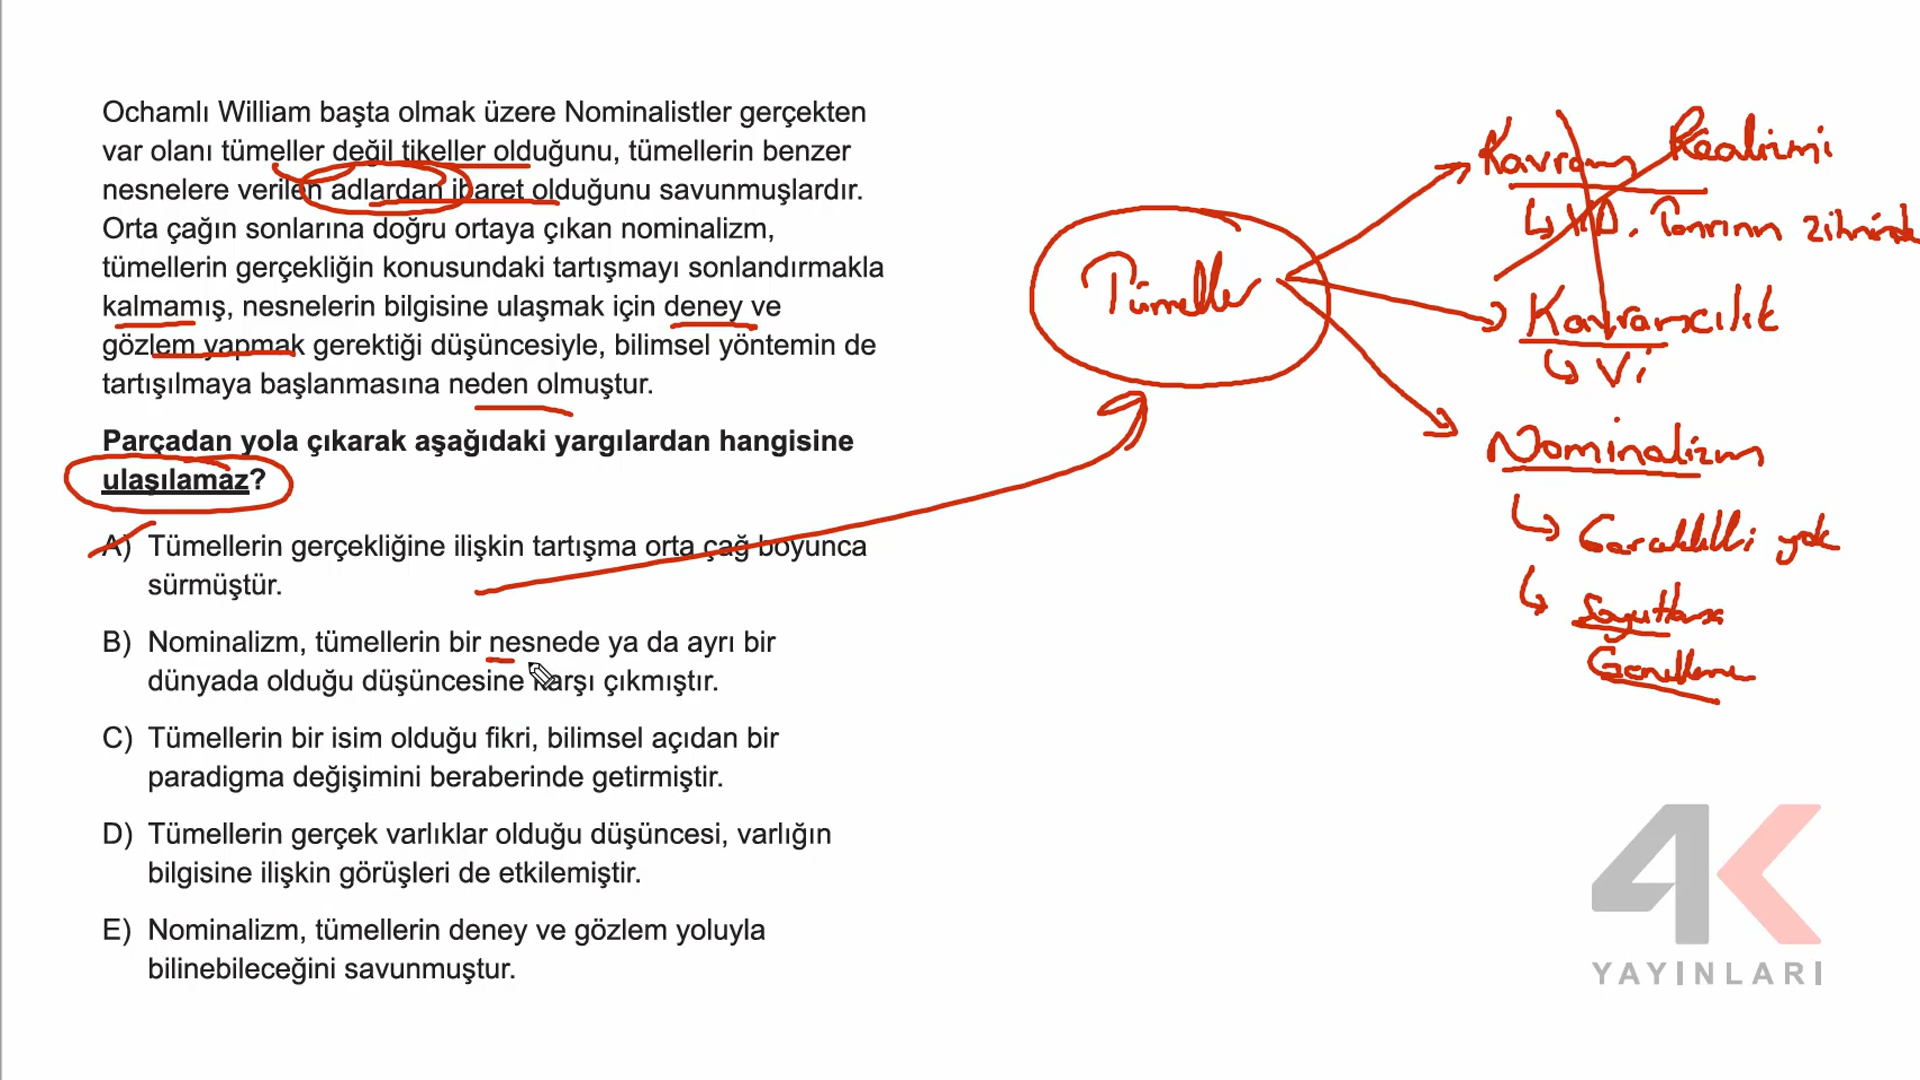 Ochamlı William başta olmak üzere Nominalistler gerçekten
var olanı tümeller değil tikeller olduğunu, tümellerin benzer
nesnelere verilen adlardan ibaret olduğunu savunmuşlardır.
Orta çağın sonlarına doğru ortaya çıkan nominalizm,
tümellerin gerçekliğin konusundaki tartışmayı sonlandırmakla
kalmamış, nesnelerin bilgisine ulaşmak için deney ve
gözlem yapmak gerektiği düşüncesiyle, bilimsel yöntemin de
tartışılmaya başlanmasına neden olmuştur.
Parçadan yola çıkarak aşağıdaki yargılardan hangisine
ulaşılamaz?
A) Tümellerin gerçekliğine ilişkin tartışma orta çağ boyunca
sürmüştür.
B) Nominalizm, tümellerin bir nesnede ya da ayrı bir
dünyada olduğu düşüncesine karşı çıkmıştır.
C) Tümellerin bir isim olduğu fikri, bilimsel açıdan bir
paradigma değişimini beraberinde getirmiştir.
D) Tümellerin gerçek varlıklar olduğu düşüncesi, varlığın
bilgisine ilişkin görüşleri de etkilemiştir.
E) Nominalizm, tümellerin deney ve gözlem yoluyla
bilinebileceğini savunmuştur.
Tümeller
Kavram Realizmi
Tanrının zihninde
Kavramcılık
Nominalizm
yok
Genelleme
4K
YAYINLARI